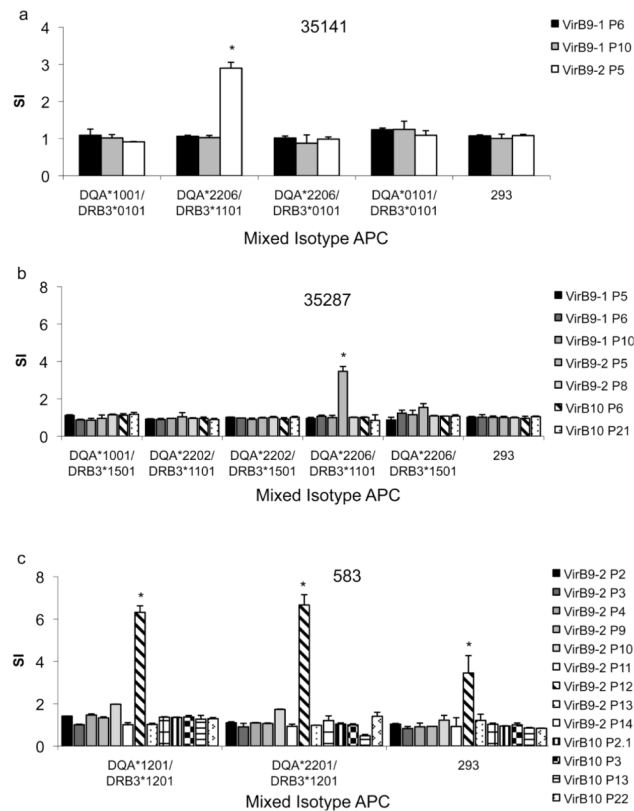 a
35141
SI
4
3
2
1
0
DQA*1001/ DQA*2206/ DQA*2206/ DQA*0101/ 293
DRB3*0101 DRB3*1101 DRB3*0101 DRB3*0101
*
Mixed Isotype APC
VirB9-1 P6
VirB9-1 P10
VirB9-2 P5
b
35287
SI
8
6
4
2
0
*
DQA*1001/ DQA*2202/ DQA*2202/ DQA*2206/ DQA*2206/ 293
DRB3*1501 DRB3*1101 DRB3*1501 DRB3*1101 DRB3*1501
Mixed Isotype APC
VirB9-1 P5
VirB9-1 P6
VirB9-1 P10
VirB9-2 P5
VirB9-2 P8
VirB10 P6
VirB10 P21
c
583
SI
8
6
4
2
0
*
*
*
DQA*1201/ DQA*2201/ 293
DRB3*1201 DRB3*1201
Mixed Isotype APC
VirB9-2 P2
VirB9-2 P3
VirB9-2 P4
VirB9-2 P9
VirB9-2 P10
VirB9-2 P11
VirB9-2 P12
VirB9-2 P13
VirB9-2 P14
VirB10 P2.1
VirB10 P3
VirB10 P13
VirB10 P22